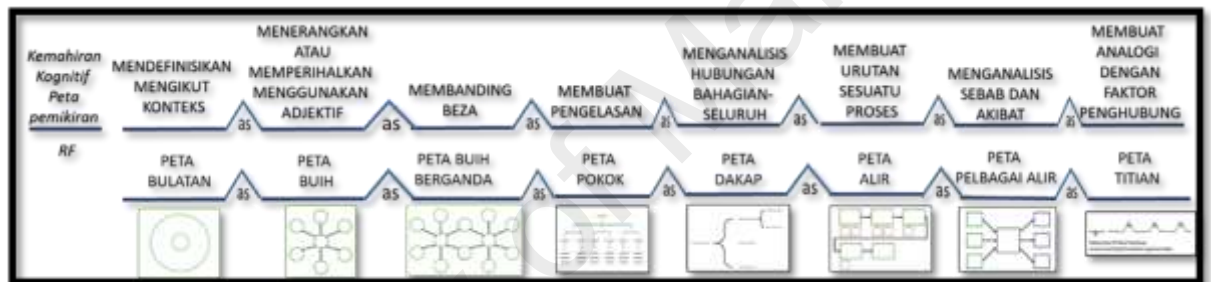 Kemahiran
Kognitif
Peta
pemikiran
RF
MENDEFINISIKAN
MENGIKUT
KONTEKS
as
MENERANGKAN
ATAU
MEMPERIHALKAN
MENGGUNAKAN
ADJEKTIF
as
MEMBANDING
BEZA
as
MEMBUAT
PENGELASAN
as
MENGANALISIS
HUBUNGAN
BAHAGIAN-
SELURUH
as
MEMBUAT
URUTAN
SESUATU
PROSES
as
MENGANALISIS
SEBAB DAN
AKIBAT
as
MEMBUAT
ANALOGI
DENGAN
FAKTOR
PENGHUBUNG
PETA
BULATAN
as
PETA
BUIH
as
PETA BUIH
BERGANDA
as
PETA
POKOK
as
PETA
DAKAP
as
PETA
ALIR
as
PETA
PELBAGAI ALIR
as
PETA
TITIAN
of Ma